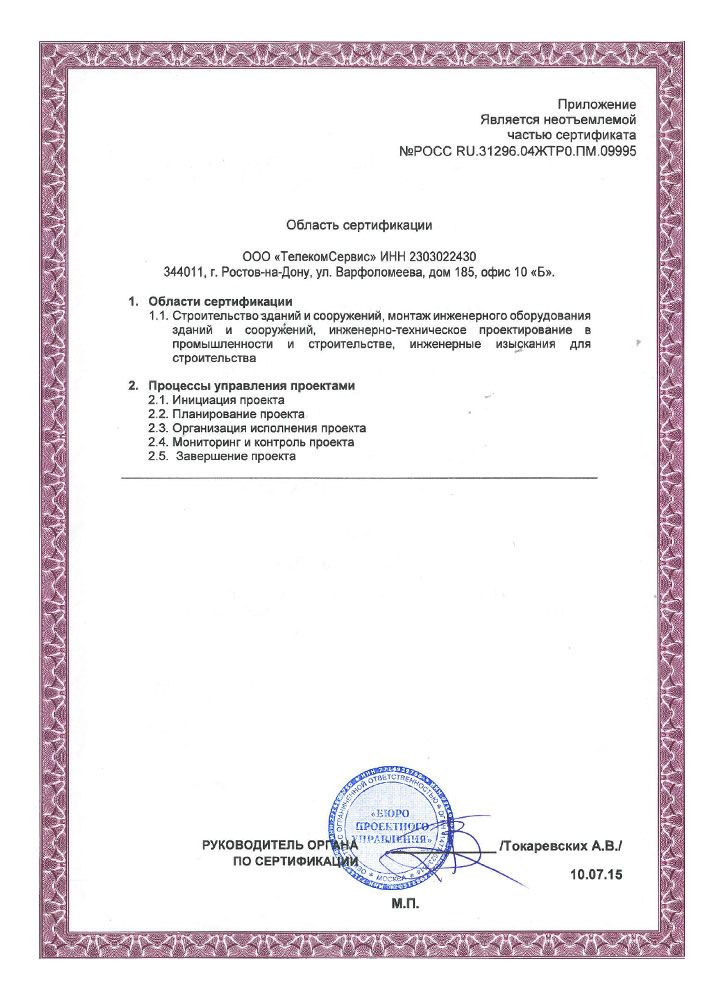 Приложение
Является неотъемлемой
частью сертификата
№РОСС RU.31296.04ЖТР0.ПМ.09995
Область сертификации
ООО «ТелекомСервис» ИНН 2303022430
344011, г. Ростов-на-Дону, ул. Варфоломеева, дом 185, офис 10 «Б».
1. Области сертификации
1.1. Строительство зданий и сооружений, монтаж инженерного оборудования
зданий и сооружений, инженерно-техническое проектирование в
промышленности и строительстве, инженерные изыскания для
строительства
2. Процессы управления проектами
2.1. Инициация проекта
2.2. Планирование проекта
2.3. Организация исполнения проекта
2.4. Мониторинг и контроль проекта
2.5. Завершение проекта
«БЮРО
ПРОЕКТНОГО
УПРАВЛЕНИЯ»
ОГРАНИЧЕННОЙ ОТВЕТСТВЕННОСТЬЮ
МОСКВА
РУКОВОДИТЕЛЬ ОРГАНА
ПО СЕРТИФИКАЦИИ
/Токаревских А.В./
10.07.15
М.П.